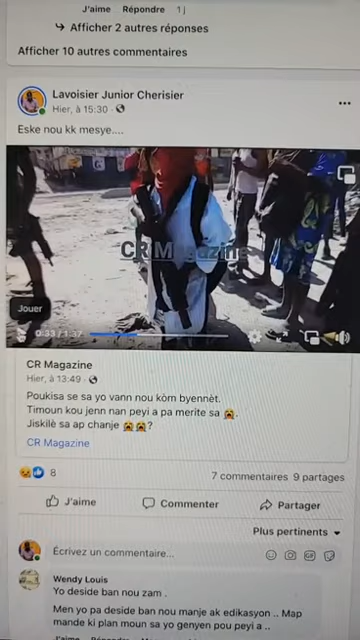 J'aime Répondre 1 j
Afficher 2 autres réponses
Afficher 10 autres commentaires
Lavoisier Junior Cherisier
Hier, à 15:30 ·
Eske nou kk mesye....
CR Magazine
Jouer
0:33 / 1:37
CR Magazine
Hier, à 13:49 ·
Poukisa se sa yo vann nou kòm byennèt.
Timoun kou jenn nan peyi a pa merite sa 😭.
Jiskilè sa ap chanje 😭😭?
CR Magazine
8
7 commentaires 9 partages
J'aime Commenter Partager
Plus pertinents
Écrivez un commentaire...
GIF
Wendy Louis
Yo deside ban nou zam .
Men yo pa deside ban nou manje ak edikasyon .. Map
mande ki plan moun sa yo genyen pou peyi a ..
J'aime Répondre